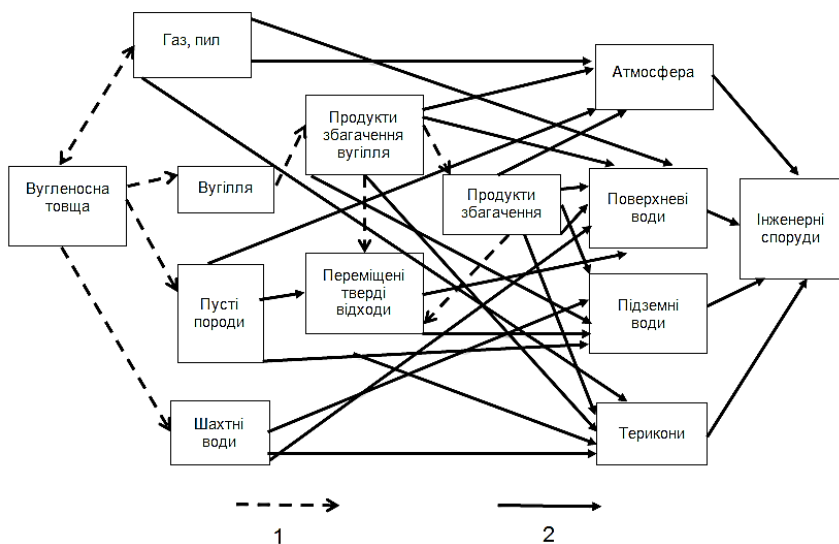 Газ, пил
Атмосфера
Продукти
збагачення
вугілля
Вугленосна
товща
Вугілля
Продукти
збагачення
Поверхневі
води
Інженерні
споруди
Пусті
породи
Переміщені
тверді
відходи
Підземні
води
Шахтні
води
Терикони
1
2